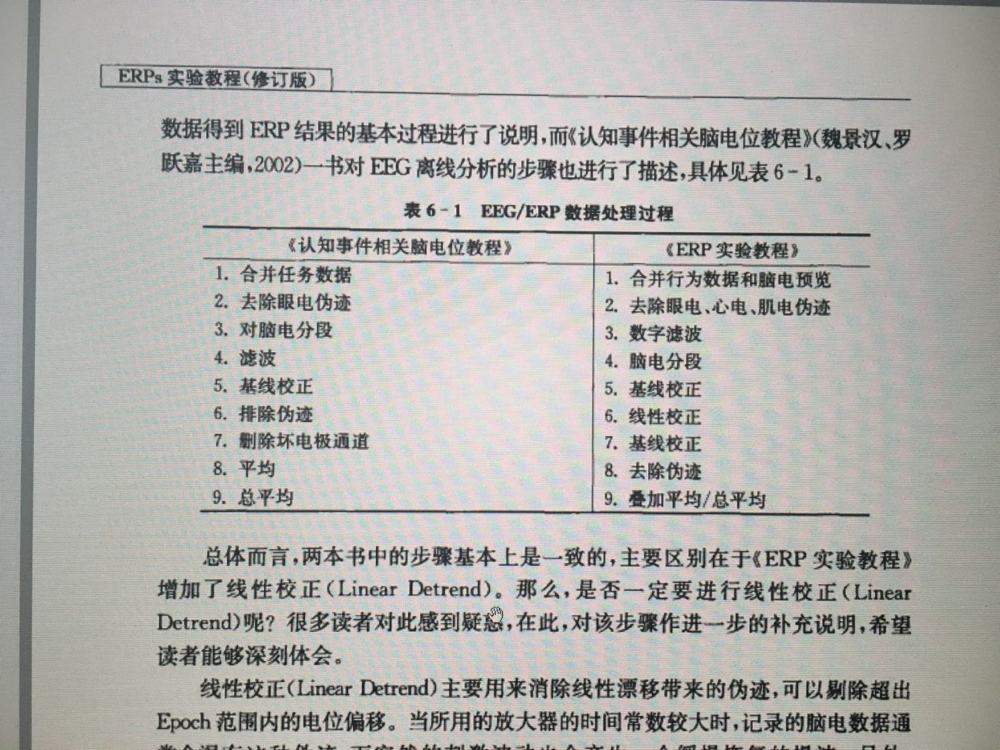 ERPs 实验教程(修订版)
数据得到 ERP 结果的基本过程进行了说明,而《认知事件相关脑电位教程》(魏景汉、罗
跃嘉主编,2002)一书对 EEG 离线分析的步骤也进行了描述,具体见表 6-1。
表 6-1 EEG/ERP 数据处理过程
《认知事件相关脑电位教程》
1. 合并任务数据
2. 去除眼电伪迹
3. 对脑电分段
4. 滤波
5. 基线校正
6. 排除伪迹
7. 删除坏电极通道
8. 平均
9. 总平均
《ERP 实验教程》
1. 合并行为数据和脑电预览
2. 去除眼电、心电、肌电伪迹
3. 数字滤波
4. 脑电分段
5. 基线校正
6. 线性校正
7. 基线校正
8. 去除伪迹
9. 叠加平均/总平均
总体而言,两本书中的步骤基本上是一致的,主要区别在于《ERP 实验教程》
增加了线性校正(Linear Detrend)。那么,是否一定要进行线性校正(Linear
Detrend)呢? 很多读者对此感到疑惑,在此,对该步骤作进一步的补充说明,希望
读者能够深刻体会。
线性校正(Linear Detrend)主要用来消除线性漂移带来的伪迹,可以剔除超出
Epoch 范围内的电位偏移。当所用的放大器的时间常数较大时,记录的脑电数据通